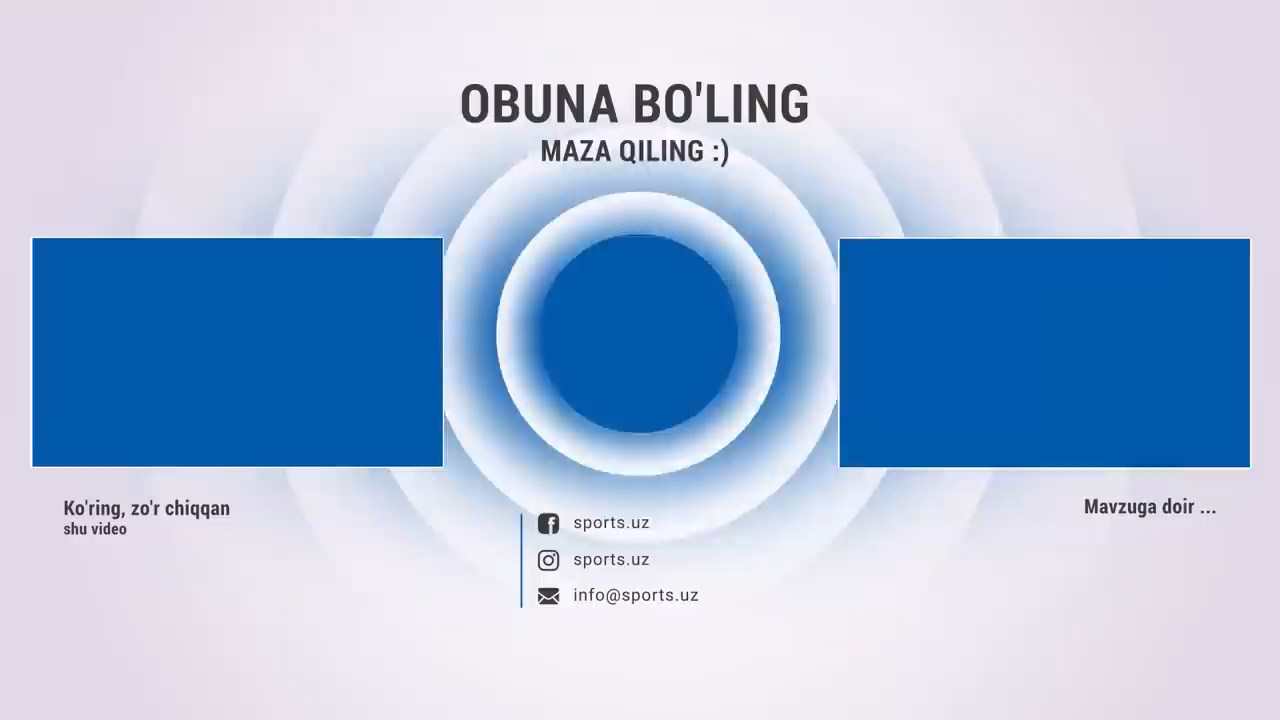 OBUNA BO'LING
MAZA QILING :)
Ko'ring, zo'r chiqqan
shu video
Mavzuga doir ...
sports.uz
sports.uz
info@sports.uz